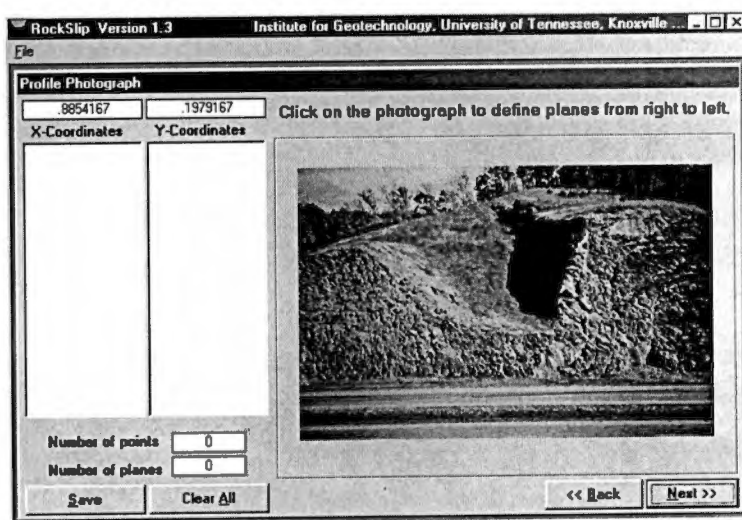 RockSlip Version 1.3 Institute for Geotechnology, University of Tennessee, Knoxville ...
File
Profile Photograph
.8854167 .1979167 Click on the photograph to define planes from right to left.
X-Coordinates Y-Coordinates
Number of points 0
Number of planes 0
Save Clear All << Back Next >>